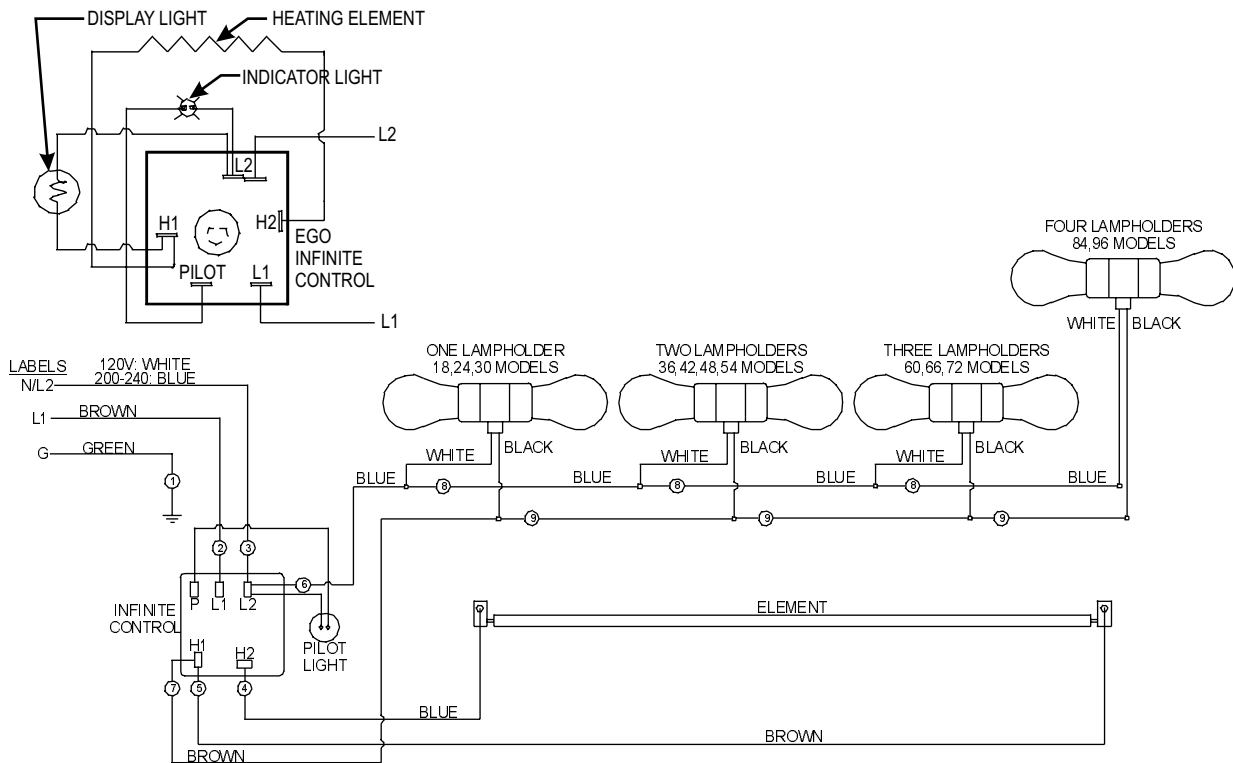 DISPLAY LIGHT
HEATING ELEMENT
INDICATOR LIGHT
L2
L2
H1
H2
EGO
INFINITE
CONTROL
PILOT
L1
L1
FOUR LAMPHOLDERS
84,96 MODELS
WHITE
BLACK
LABELS
120V: WHITE
N/L2
200-240: BLUE
L1
BROWN
G
GREEN
1
ONE LAMPHOLDER
18,24,30 MODELS
TWO LAMPHOLDERS
36,42,48,54 MODELS
THREE LAMPHOLDERS
60,66,72 MODELS
WHITE
BLACK
WHITE
BLACK
WHITE
BLACK
BLUE
8
BLUE
8
BLUE
8
BLUE
9
9
9
2
3
6
P
L1
L2
INFINITE
CONTROL
PILOT
LIGHT
H1
H2
7
5
4
ELEMENT
BLUE
BROWN
BROWN